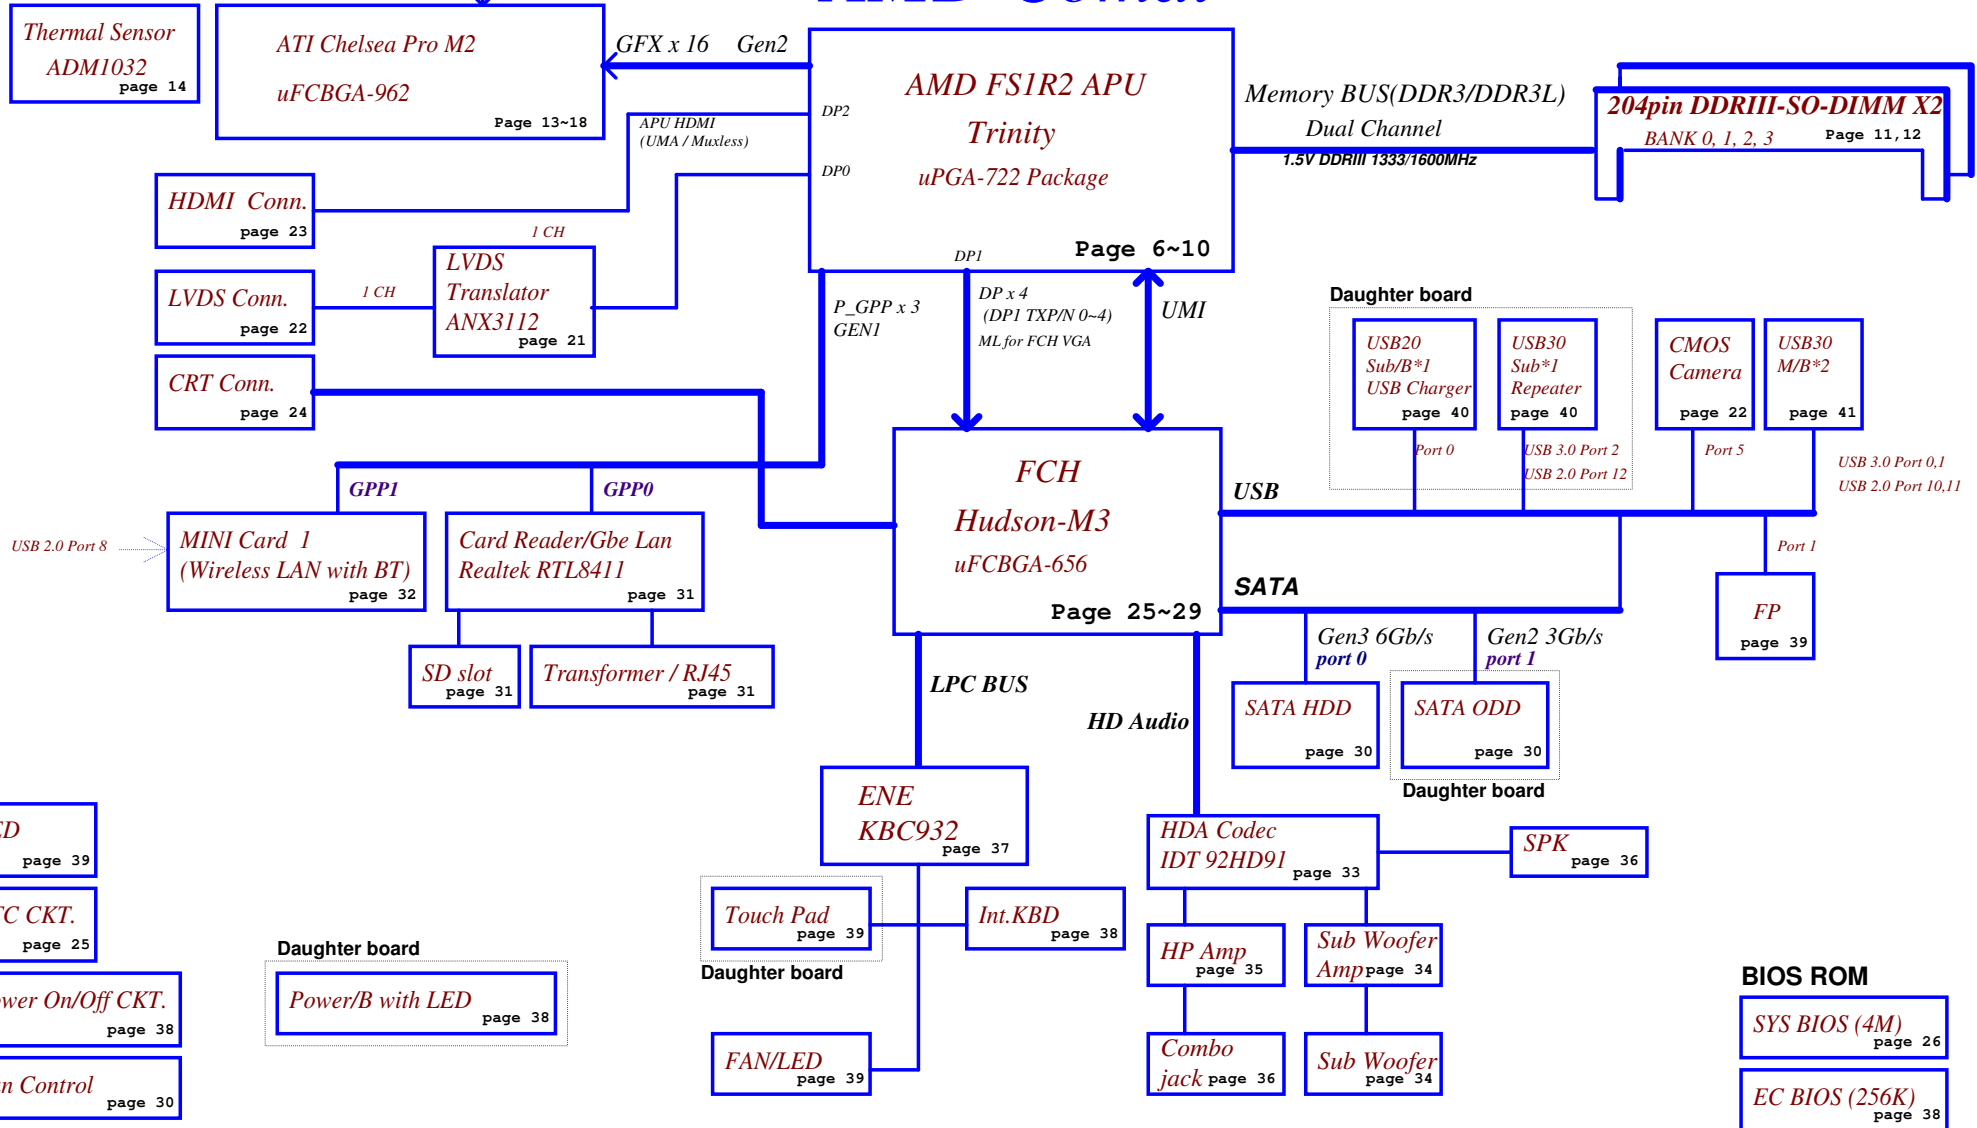 AMD Comal
Thermal Sensor
ADM1032
page 14
ATI Chelsea Pro M2
uFCBGA-962
Page 13~18
GFX x 16 Gen2
APU HDMI
(UMA / Muxless)
AMD FS1R2 APU
Trinity
uPGA-722 Package
Page 6~10
DP2
DP0
DP1
Memory BUS(DDR3/DDR3L)
Dual Channel
1.5V DDRIII 1333/1600MHz
204pin DDRIII-SO-DIMM X2
BANK 0, 1, 2, 3
Page 11,12
HDMI Conn.
page 23
1 CH
LVDS Conn.
page 22
1 CH
LVDS
Translator
ANX3112
page 21
CRT Conn.
page 24
P_GPP x 3
GEN1
DP x 4
(DP1 TXP/N 0~4)
ML for FCH VGA
UMI
Daughter board
USB20
Sub/B*1
USB Charger
page 40
USB30
Sub*1
Repeater
page 40
CMOS
Camera
page 22
USB30
M/B*2
page 41
Port 0
USB 3.0 Port 2
USB 2.0 Port 12
Port 5
USB 3.0 Port 0,1
USB 2.0 Port 10,11
GPP1
GPP0
FCH
Hudson-M3
uFCBGA-656
Page 25~29
USB
SATA
USB 2.0 Port 8
MINI Card 1
(Wireless LAN with BT)
page 32
Card Reader/Gbe Lan
Realtek RTL8411
page 31
Port 1
FP
page 39
SD slot
page 31
Transformer / RJ45
page 31
Gen3 6Gb/s
port 0
Gen2 3Gb/s
port 1
LPC BUS
HD Audio
SATA HDD
page 30
SATA ODD
page 30
Daughter board
ENE
KBC932
page 37
HDA Codec
IDT 92HD91
page 33
SPK
page 36
ED
page 39
TC CKT.
page 25
Touch Pad
page 39
Daughter board
Int.KBD
page 38
HP Amp
page 35
Sub Woofer
Amp
page 34
Daughter board
Power/B with LED
page 38
wer On/Off CKT.
page 38
n Control
page 30
FAN/LED
page 39
Combo
jack page 36
Sub Woofer
page 34
BIOS ROM
SYS BIOS (4M)
page 26
EC BIOS (256K)
page 38